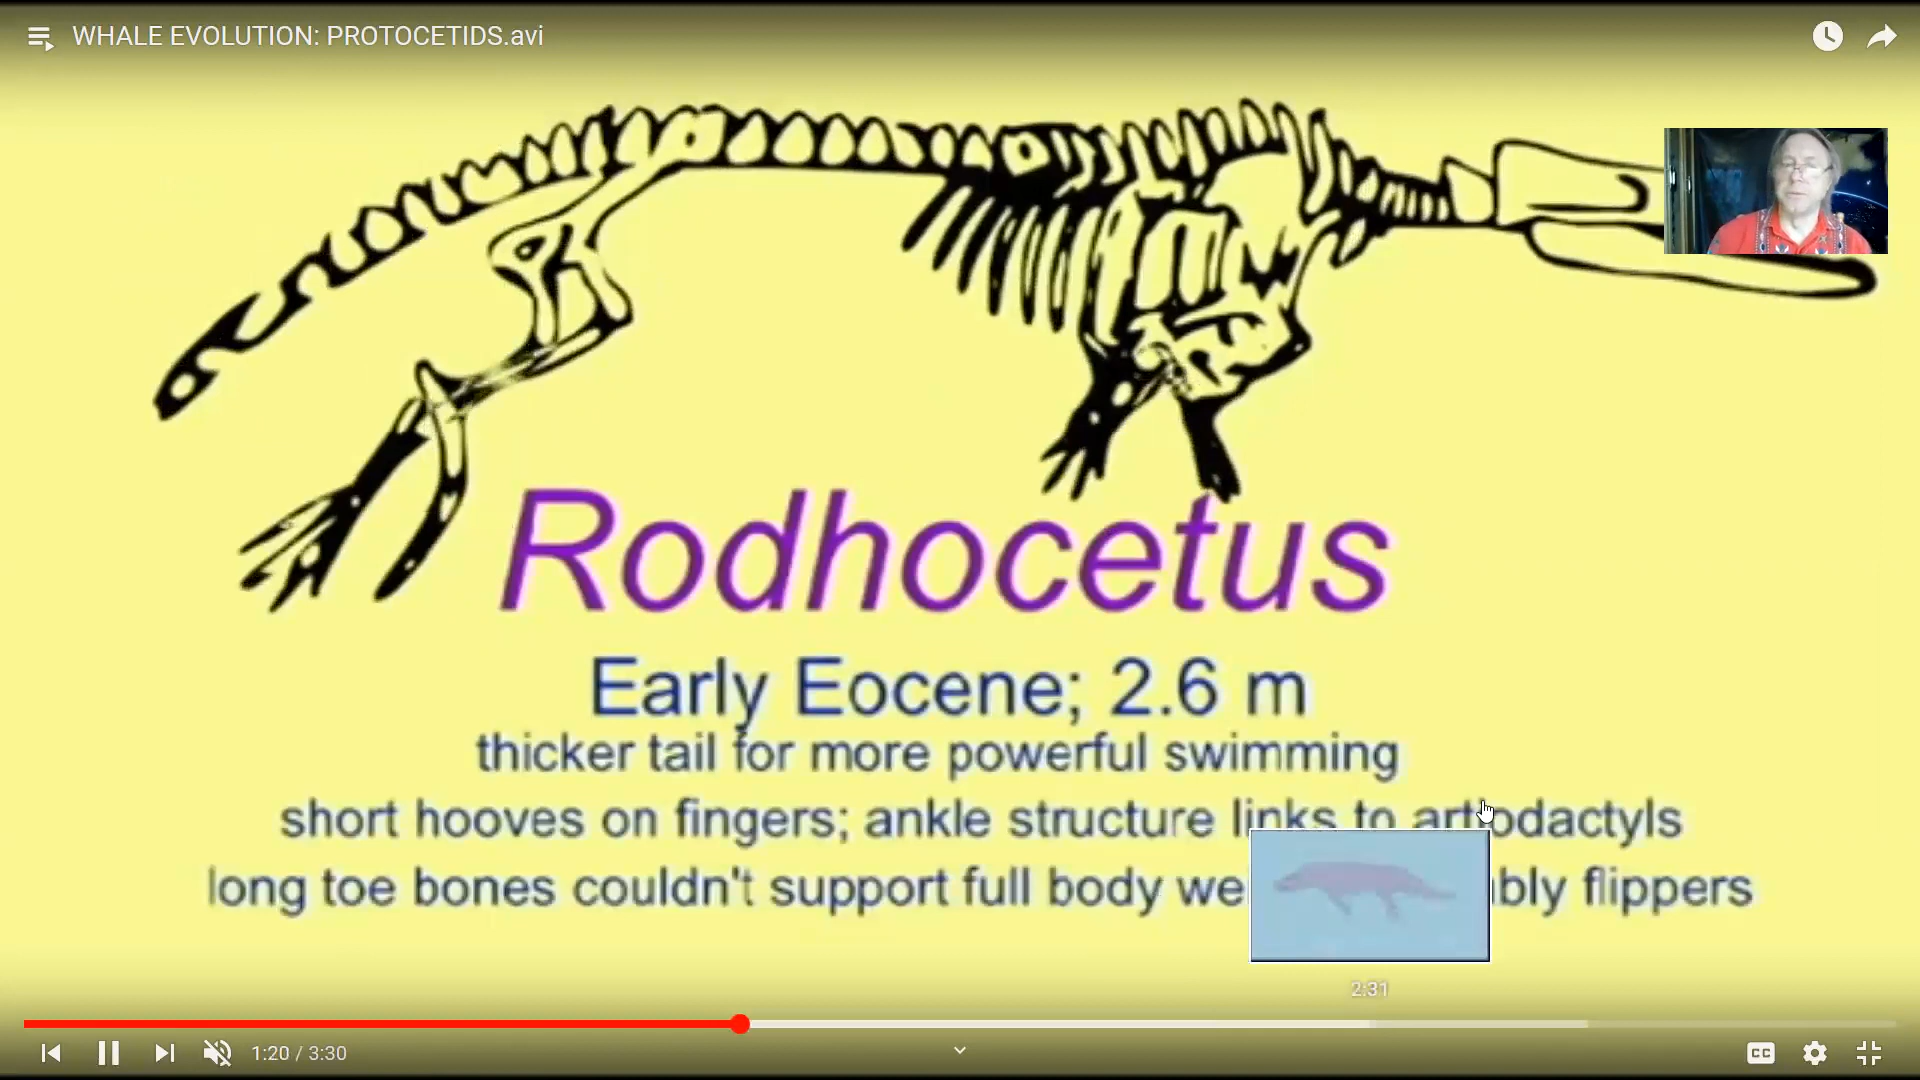 WHALE EVOLUTION: PROTOCETIDS.avi
Rodhocetus
Early Eocene; 2.6 m
thicker tail for more powerful swimming
short hooves on fingers; ankle structure links to artiodactyls
long toe bones couldn't support full body we bly flippers
2:31
1:20 / 3:30
CC